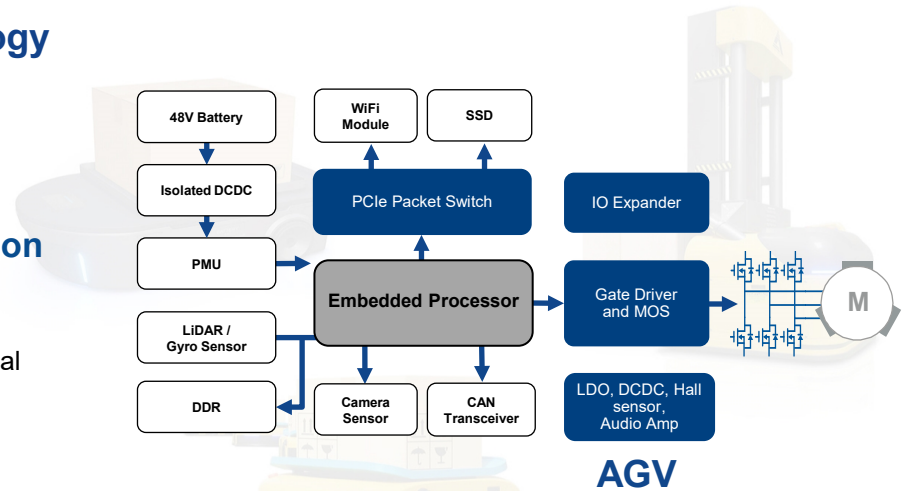 ogy
on
al
48V Battery
Isolated DCDC
PMU
LiDAR /
Gyro Sensor
DDR
WiFi
Module
SSD
PCIe Packet Switch
Embedded Processor
Camera
Sensor
CAN
Transceiver
IO Expander
Gate Driver
and MOS
M
LDO, DCDC, Hall
sensor,
Audio Amp
AGV